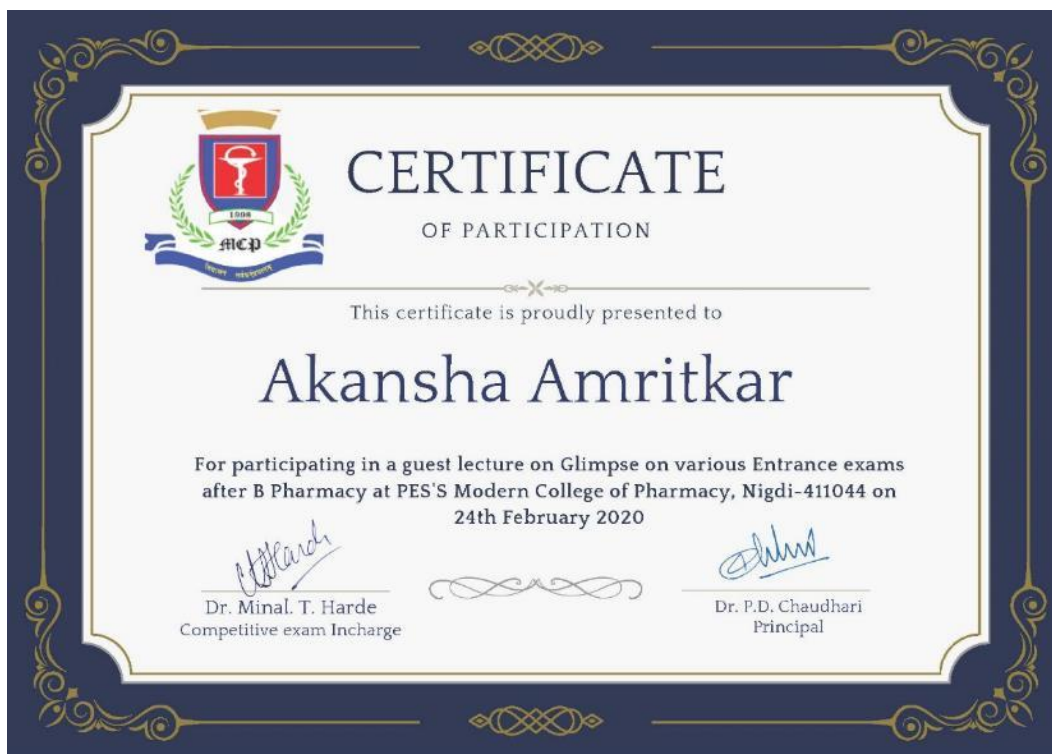 1998
MCP
CERTIFICATE
OF PARTICIPATION
This certificate is proudly presented to
Akansha Amritkar
For participating in a guest lecture on Glimpse on various Entrance exams
after B Pharmacy at PES'S Modern College of Pharmacy, Nigdi-411044 on
24th February 2020
Dr. Minal. T. Harde
Competitive exam Incharge
Dr. P.D. Chaudhari
Principal